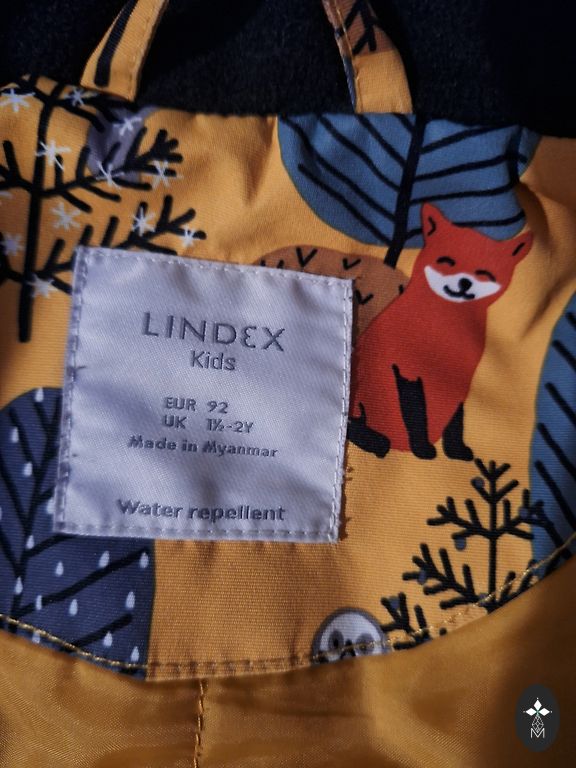 LINDEX
Kids
EUR 92
UK 1½-2Y
Made in Myanmar
Water repellent
M